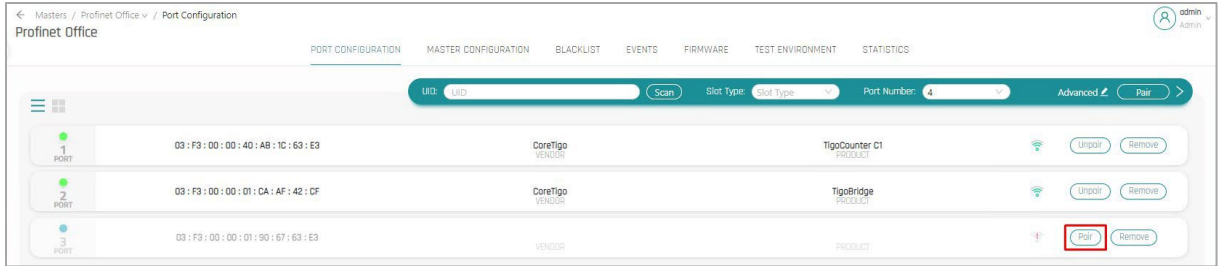 ← Masters / Profinet Office / Port Configuration
admin
Admin
Profinet Office
PORT CONFIGURATION MASTER CONFIGURATION BLACKLIST EVENTS FIRMWARE TEST ENVIRONMENT STATISTICS
UID: UID Scan Slot Type: Slot Type Port Number: 4 Advanced Pair
1
PORT
03 : F3 : 00 : 00 : 40 : AB : 1C : 63 : E3
CoreTigo
VENDOR
TigoCounter C1
PRODUCT
Unpair Remove
2
PORT
03 : F3 : 00 : 00 : 01 : CA : AF : 42 : CF
CoreTigo
VENDOR
TigoBridge
PRODUCT
Unpair Remove
3
PORT
03 : F3 : 00 : 00 : 01 : 90 : 67 : 63 : E3
VENDOR
PRODUCT
Pair Remove